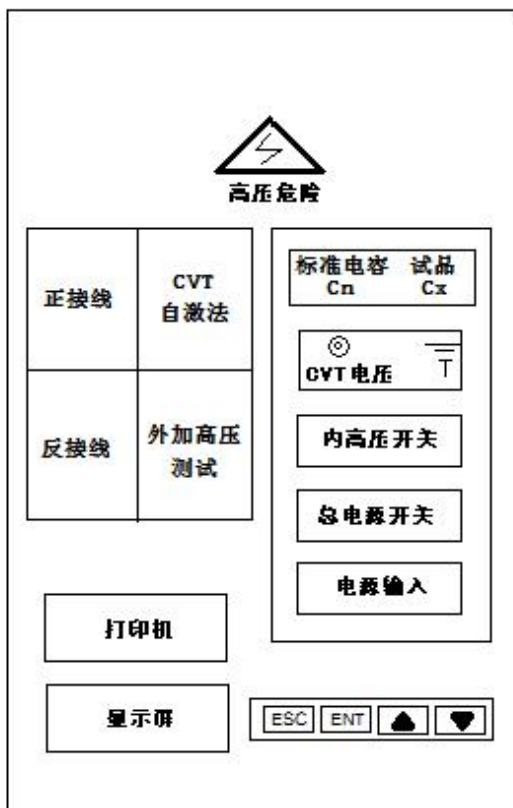 高压危险
正接线
CVT
自激法
反接线
外加高压
测试
标准电容 试品
Cn Cx
CVT电压
内高压开关
总电源开关
电源输入
打印机
显示屏
ESC ENT